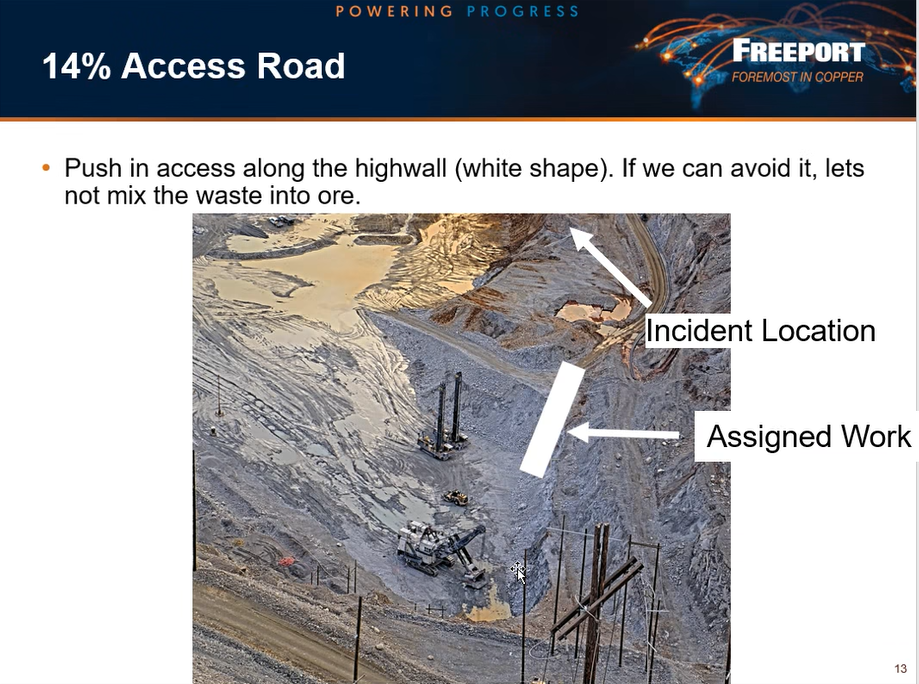 POWERING PROGRESS
14% Access Road
FREEPORT
FOREMOST IN COPPER
• Push in access along the highwall (white shape). If we can avoid it, lets
not mix the waste into ore.
Incident Location
Assigned Work
13